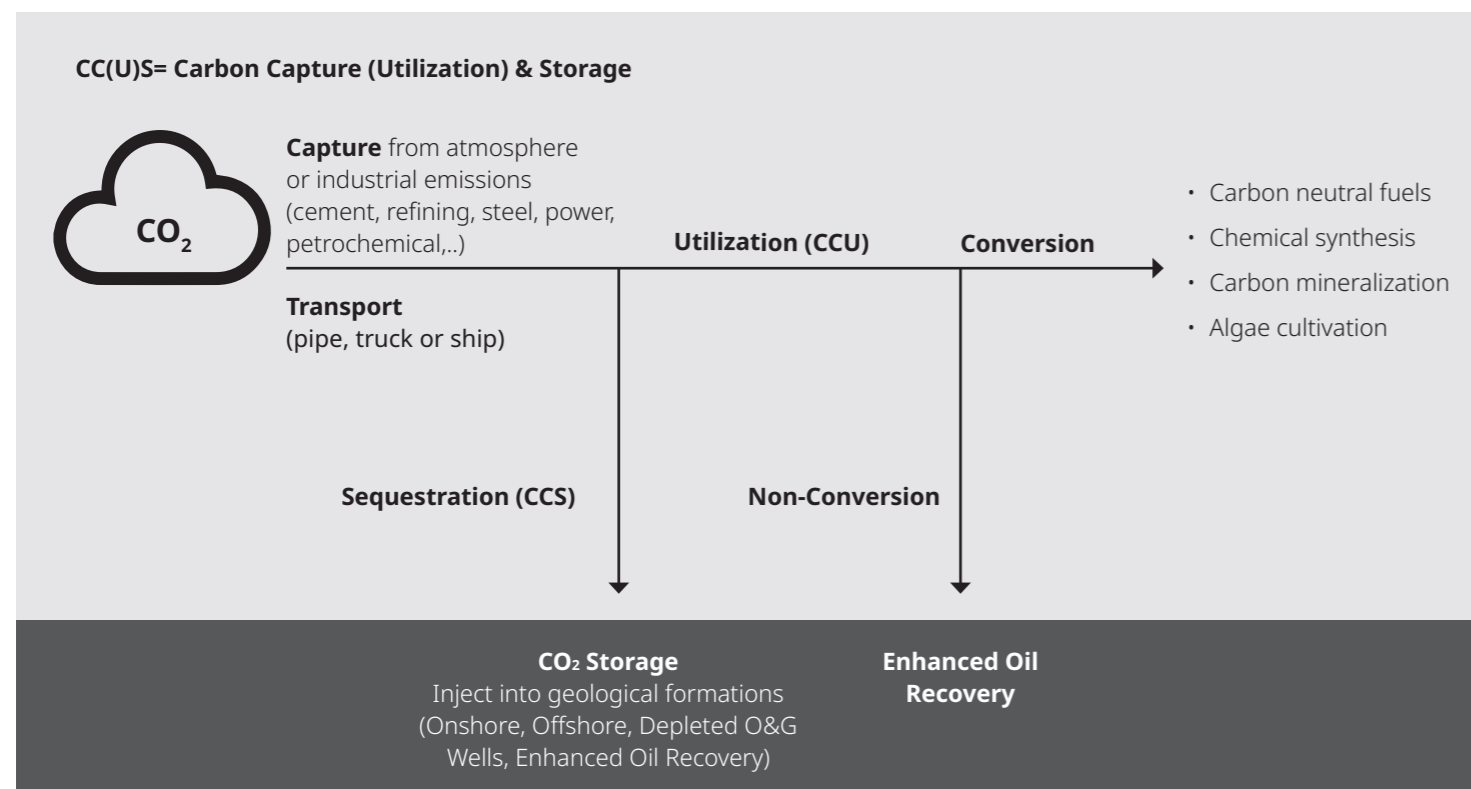 CC(U)S= Carbon Capture (Utilization) & Storage
CO₂
Capture from atmosphere
or industrial emissions
(cement, refining, steel, power,
petrochemical,..)
Transport
(pipe, truck or ship)
Utilization (CCU)
Conversion
• Carbon neutral fuels
• Chemical synthesis
• Carbon mineralization
• Algae cultivation
Sequestration (CCS)
Non-Conversion
CO₂ Storage
Inject into geological formations
(Onshore, Offshore, Depleted O&G
Wells, Enhanced Oil Recovery)
Enhanced Oil
Recovery